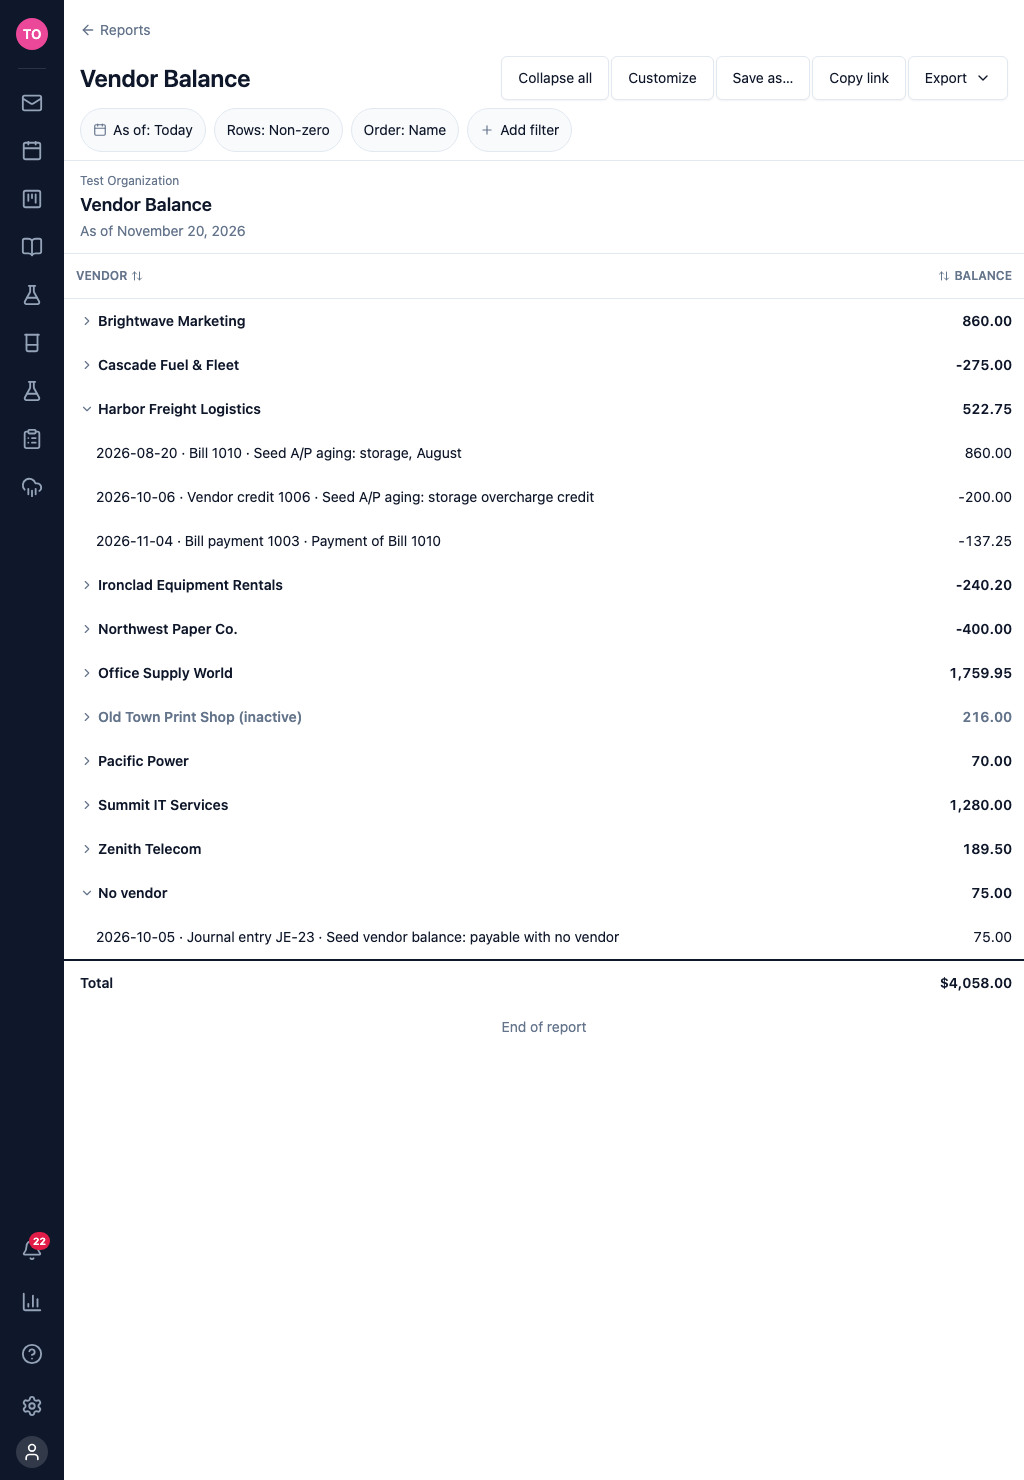 TO
Reports
Vendor Balance
Collapse all
Customize
Save as...
Copy link
Export
As of: Today
Rows: Non-zero
Order: Name
Add filter
Test Organization
Vendor Balance
As of November 20, 2026
VENDOR BALANCE
Brightwave Marketing 860.00
Cascade Fuel & Fleet -275.00
Harbor Freight Logistics 522.75
2026-08-20 · Bill 1010 · Seed A/P aging: storage, August 860.00
2026-10-06 · Vendor credit 1006 · Seed A/P aging: storage overcharge credit -200.00
2026-11-04 · Bill payment 1003 · Payment of Bill 1010 -137.25
Ironclad Equipment Rentals -240.20
Northwest Paper Co. -400.00
Office Supply World 1,759.95
Old Town Print Shop (inactive) 216.00
Pacific Power 70.00
Summit IT Services 1,280.00
Zenith Telecom 189.50
No vendor 75.00
2026-10-05 · Journal entry JE-23 · Seed vendor balance: payable with no vendor 75.00
Total $4,058.00
End of report
22